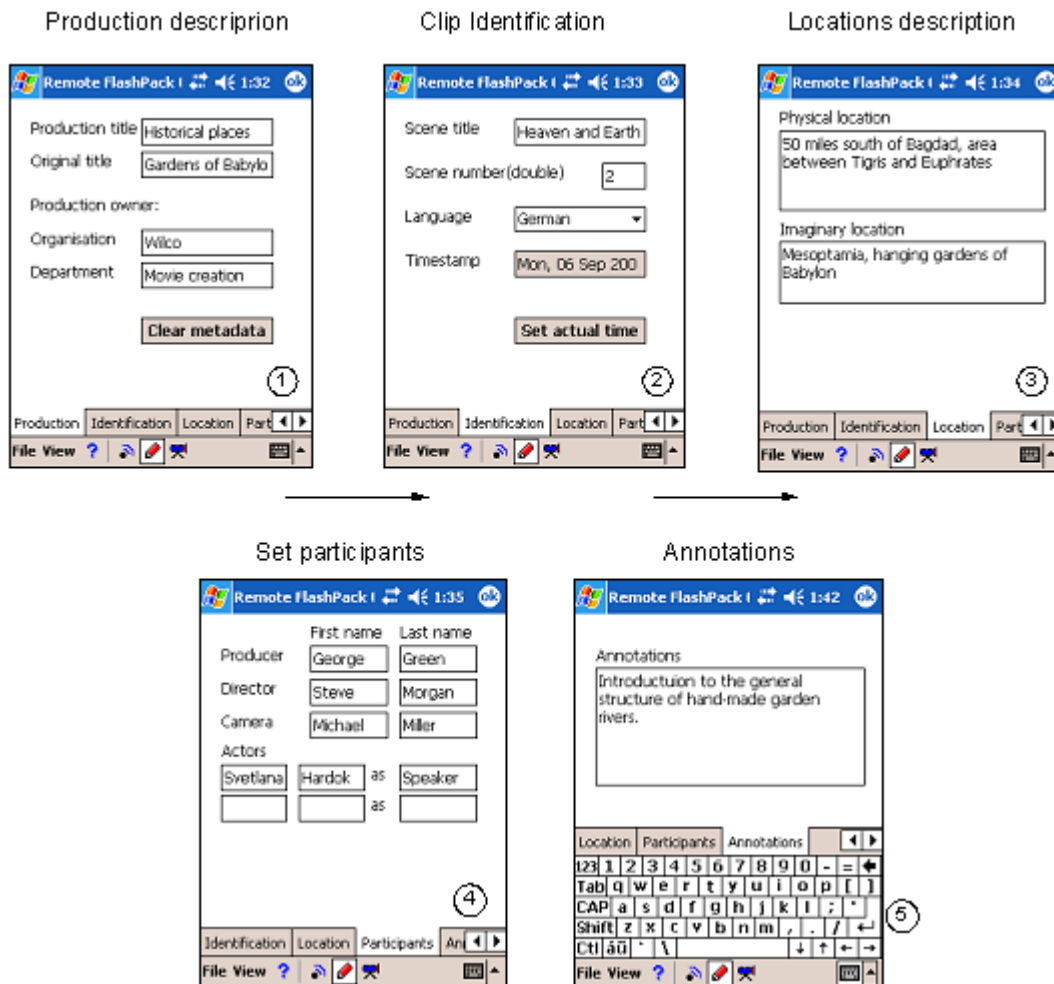 Production descriprion
Clip Identification
Locations description
Remote FlashPack 1:32 ok
Production title Historical places
Original title Gardens of Babylo
Production owner:
Organisation Wilco
Department Movie creation
Clear metadata
1
Production Identification Location Part
File View ?
Remote FlashPack 1:33 ok
Scene title Heaven and Earth
Scene number(double) 2
Language German
Timestamp Mon, 06 Sep 200
Set actual time
2
Production Identification Location Part
File View ?
Remote FlashPack 1:34 ok
Physical location
50 miles south of Bagdad, area
between Tigris and Euphrates
Imaginary location
Mesoptamia, hanging gardens of
Babylon
3
Production Identification Location Part
File View ?
Set participants
Annotations
Remote FlashPack 1:35 ok
First name Last name
Producer George Green
Director Steve Morgan
Camera Michael Miller
Actors
Svetlana Hardok as Speaker
as
4
Identification Location Participants An
File View ?
Remote FlashPack 1:42 ok
Annotations
Introductuion to the general
structure of hand-made garden
rivers.
Location Participants Annotations
123 1 2 3 4 5 6 7 8 9 0 - =
Tab q w e r t y u i o p [ ]
CAP a s d f g h j k l ; '
Shift z x c v b n m , . /
Ctl áü ` \
5
File View ?